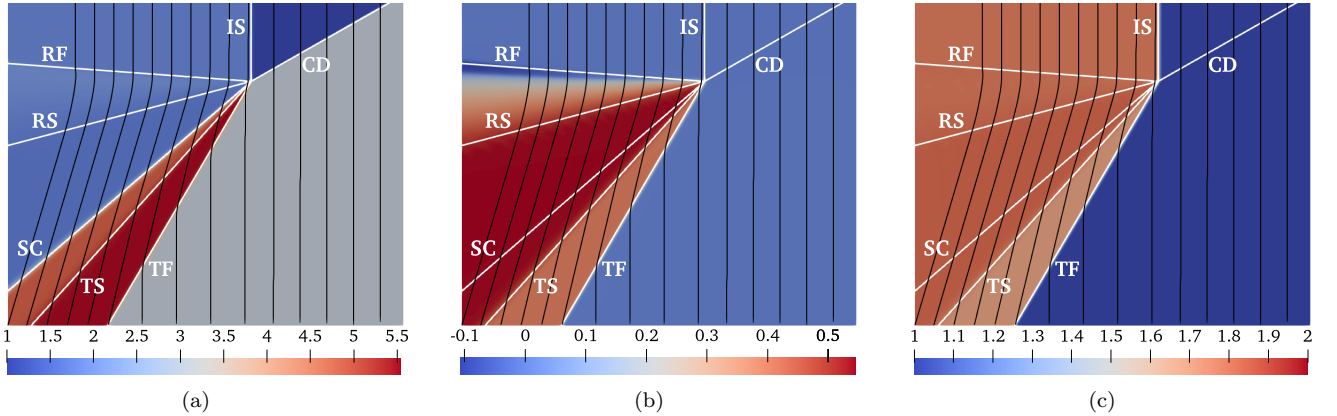 IS
RF
CD
RS
SC
TS
TF
1 1.5 2 2.5 3 3.5 4 4.5 5 5.5
(a)
IS
RF
CD
RS
SC
TS
TF
-0.1 0 0.1 0.2 0.3 0.4 0.5
(b)
IS
RF
CD
RS
SC
TS
TF
1 1.1 1.2 1.3 1.4 1.5 1.6 1.7 1.8 1.9 2
(c)